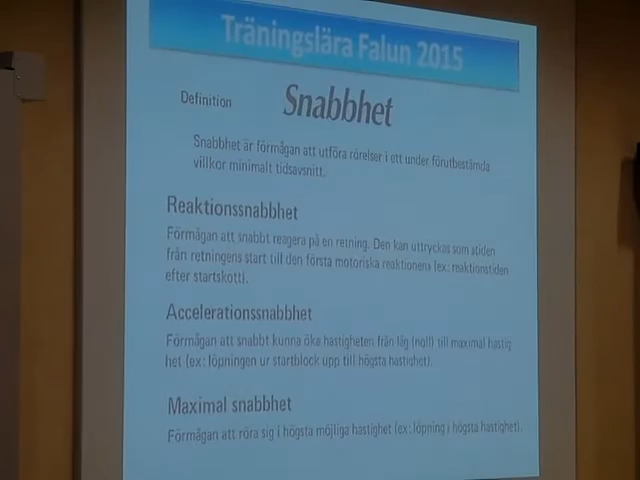 Träningslära Falun 2015
Definition Snabbhet
Snabbhet är förmågan att utföra rörelser i ett under förutbestämda
villkor minimalt tidsavsnitt.
Reaktionssnabbhet
Förmågan att snabbt reagera på en retning. Den kan uttryckas som »tiden
från retningens start till den första motoriska reaktionen» (ex: reaktionstiden
efter startskott).
Accelerationssnabbhet
Förmågan att snabbt kunna öka hastigheten från låg (noll) till maximal hastig
het (ex: löpningen ur startblock upp till högsta hastighet).
Maximal snabbhet
Förmågan att röra sig i högsta möjliga hastighet (ex: löpning i högsta hastighet).